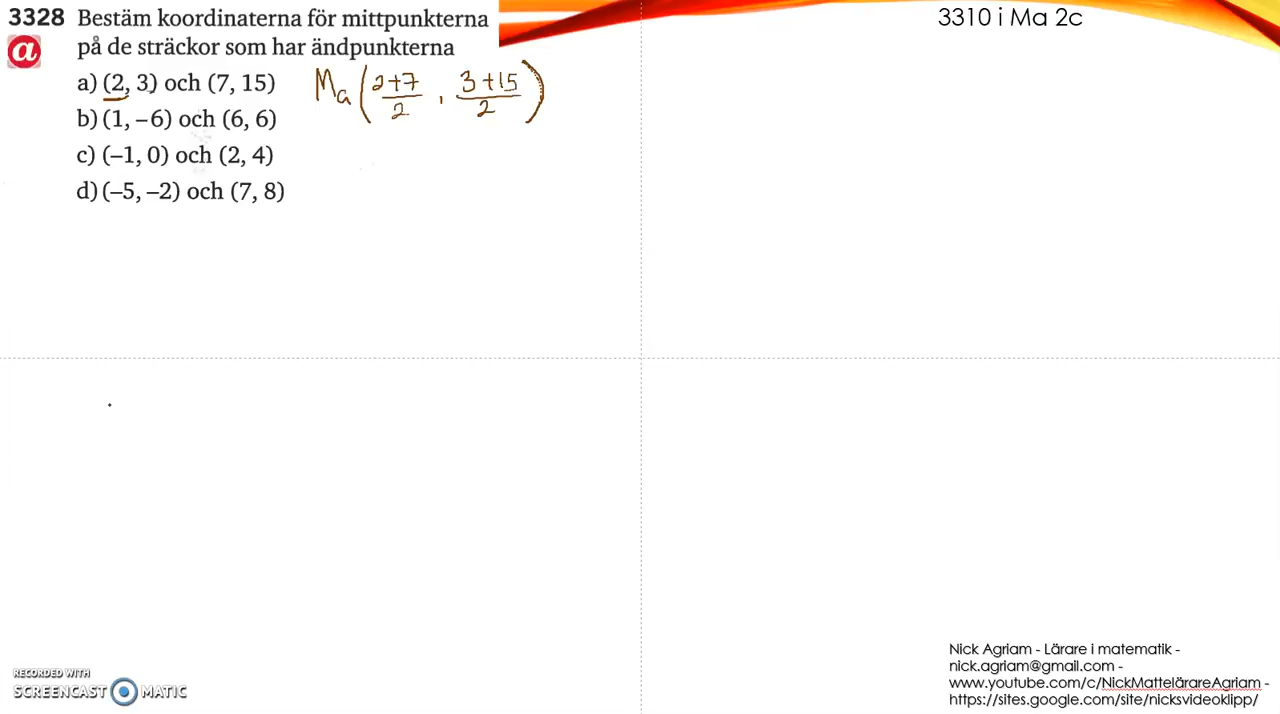 3328 Bestäm koordinaterna för mittpunkterna
på de sträckor som har ändpunkterna
a
a) (2, 3) och (7, 15)
M_a (2+7/2 , 3+15/2)
b) (1, –6) och (6, 6)
c) (–1, 0) och (2, 4)
d) (–5, –2) och (7, 8)
3310 i Ma 2c
Nick Agriam - Lärare i matematik -
nick.agriam@gmail.com -
www.youtube.com/c/NickMattelärareAgriam -
https://sites.google.com/site/nicksvideoklipp/
RECORDED WITH
SCREENCAST MATIC